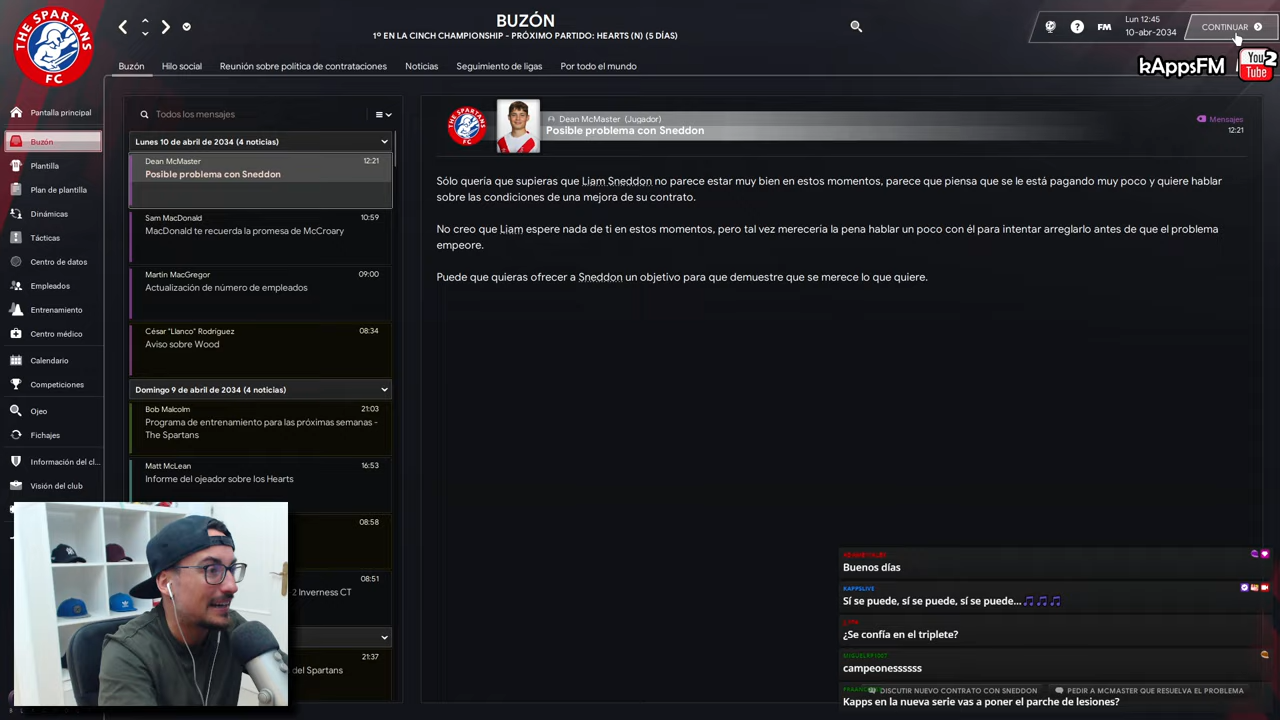 THE SPARTANS
FC
BUZÓN
1º EN LA CINCH CHAMPIONSHIP - PRÓXIMO PARTIDO: HEARTS (N) (5 DÍAS)
FM
Lun 12:45
10-abr-2034
CONTINUAR
kAppsFM
You Tube 2
Buzón
Hilo social
Reunión sobre política de contrataciones
Noticias
Seguimiento de ligas
Por todo el mundo
Pantalla principal
Buzón
Plantilla
Plan de plantilla
Dinámicas
Tácticas
Centro de datos
Empleados
Entrenamiento
Centro médico
Calendario
Competiciones
Ojeo
Fichajes
Información del cl...
Visión del club
Todos los mensajes
Lunes 10 de abril de 2034 (4 noticias)
Dean McMaster 12:21
Posible problema con Sneddon
Sam MacDonald 10:59
MacDonald te recuerda la promesa de McCroary
Martin MacGregor 09:00
Actualización de número de empleados
César "Llanco" Rodríguez 08:34
Aviso sobre Wood
Domingo 9 de abril de 2034 (4 noticias)
Bob Malcolm 21:03
Programa de entrenamiento para las próximas semanas -
The Spartans
Matt McLean 16:53
Informe del ojeador sobre los Hearts
08:58
08:51
2 Inverness CT
21:37
del Spartans
Dean McMaster (Jugador)
Posible problema con Sneddon
Mensajes
12:21
Sólo quería que supieras que Liam Sneddon no parece estar muy bien en estos momentos, parece que piensa que se le está pagando muy poco y quiere hablar
sobre las condiciones de una mejora de su contrato.
No creo que Liam espere nada de ti en estos momentos, pero tal vez merecería la pena hablar un poco con él para intentar arreglarlo antes de que el problema
empeore.
Puede que quieras ofrecer a Sneddon un objetivo para que demuestre que se merece lo que quiere.
Buenos días
KAPPSLIVE
Sí se puede, sí se puede, sí se puede...
¿Se confía en el triplete?
campeonessssss
DISCUTIR NUEVO CONTRATO CON SNEDDON
PEDIR A MCMASTER QUE RESUELVA EL PROBLEMA
Kapps en la nueva serie vas a poner el parche de lesiones?